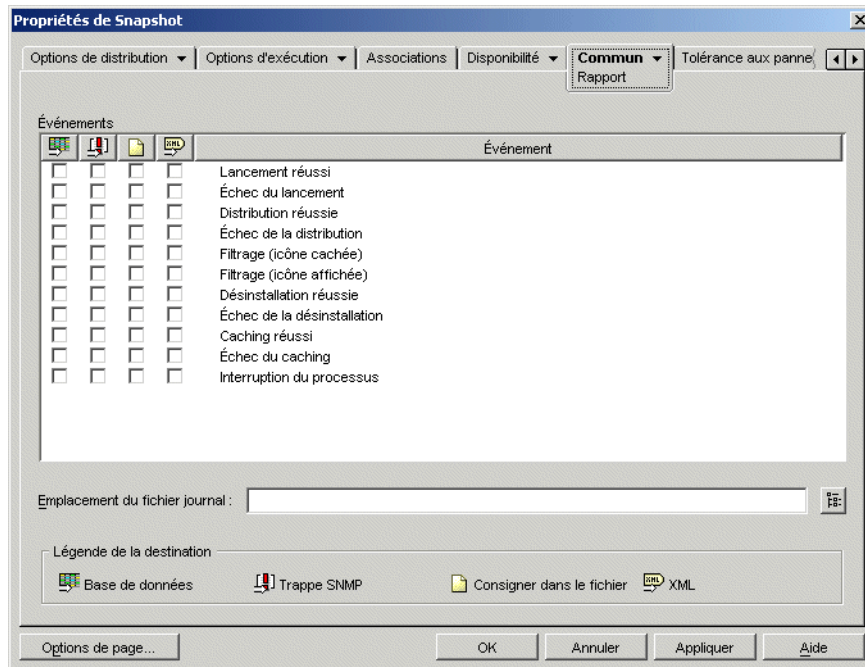 Propriétés de Snapshot
Options de distribution
Options d'exécution
Associations
Disponibilité
Commun
Rapport
Tolérance aux panne
Événements
XML
Événement
Lancement réussi
Échec du lancement
Distribution réussie
Échec de la distribution
Filtrage (icône cachée)
Filtrage (icône affichée)
Désinstallation réussie
Échec de la désinstallation
Caching réussi
Échec du caching
Interruption du processus
Emplacement du fichier journal :
Légende de la destination
Base de données
Trappe SNMP
Consigner dans le fichier
XML
XML
Options de page...
OK
Annuler
Appliquer
Aide